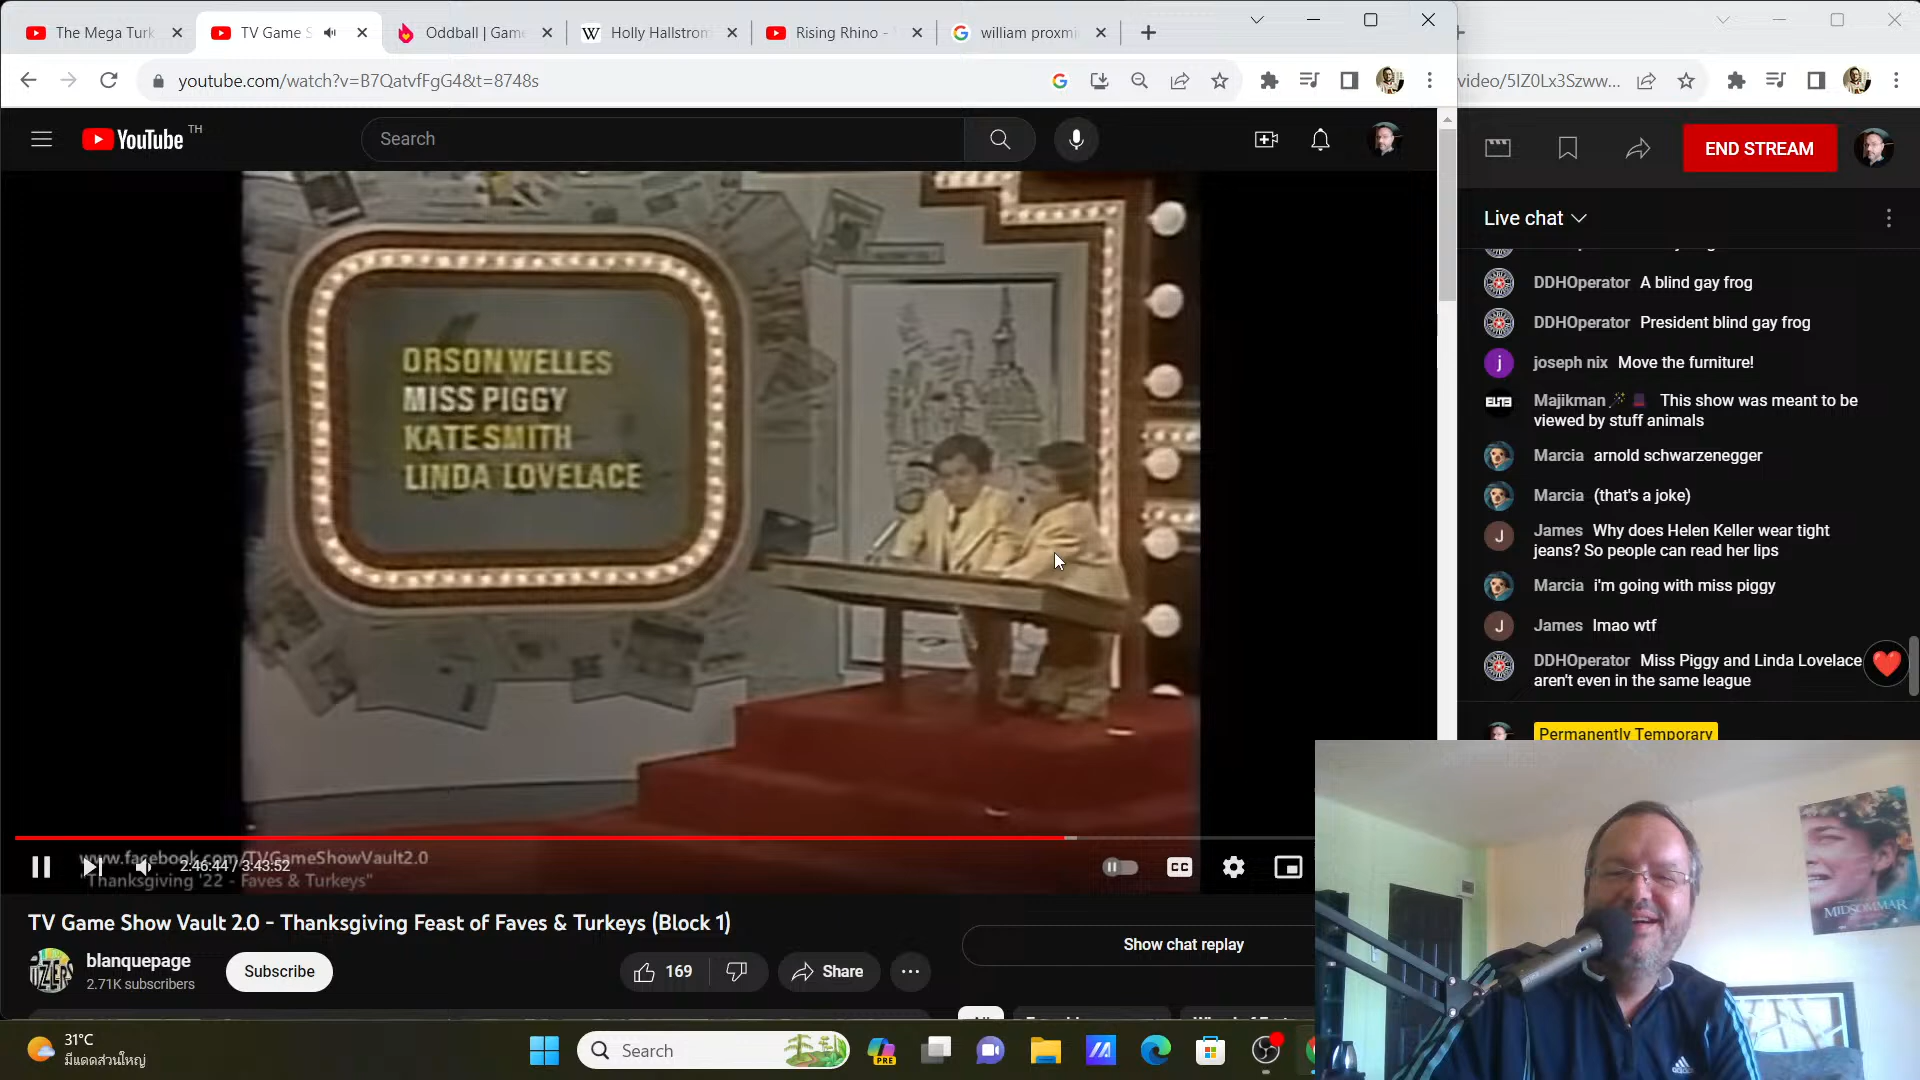 The Mega Turk
TV Game S
Oddball | Game
Holly Hallstrom
Rising Rhino -
william proxmi
youtube.com/watch?v=B7QatvfFgG4&t=8748s
video/5IZ0Lx3Szww...
YouTube TH
Search
END STREAM
Live chat
DDHOperator A blind gay frog
DDHOperator President blind gay frog
joseph nix Move the furniture!
Majikman This show was meant to be
viewed by stuff animals
Marcia arnold schwarzenegger
Marcia (that's a joke)
James Why does Helen Keller wear tight
jeans? So people can read her lips
Marcia i'm going with miss piggy
James lmao wtf
DDHOperator Miss Piggy and Linda Lovelace
aren't even in the same league
Permanently Temporary
ORSON WELLES
MISS PIGGY
KATE SMITH
LINDA LOVELACE
www.facebook.com/TVGameShowVault2.0
2:46:44 / 3:43:52
"Thanksgiving '22 - Faves & Turkeys"
CC
TV Game Show Vault 2.0 - Thanksgiving Feast of Faves & Turkeys (Block 1)
blanquepage
2.71K subscribers
Subscribe
169
Share
Show chat replay
MIDSOMMAR
adidas
31°C
มีแดดส่วนใหญ่
Search
PRE